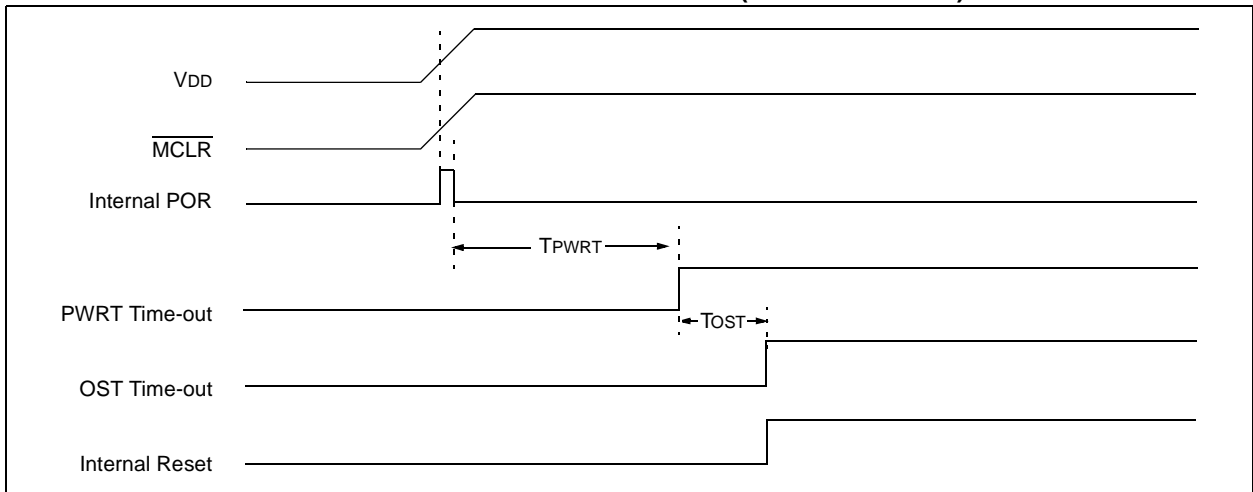 VDD
MCLR
Internal POR
TPWRT
PWRT Time-out
TOST
OST Time-out
Internal Reset